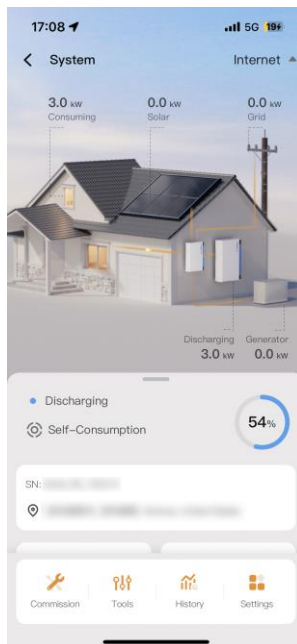 17:08 5G 19
System Internet
3.0 kW 0.0 kW 0.0 kW
Consuming Solar Grid
Discharging Generator
3.0 kW 0.0 kW
Discharging
Self-Consumption
54%
SN:
Commission Tools History Settings